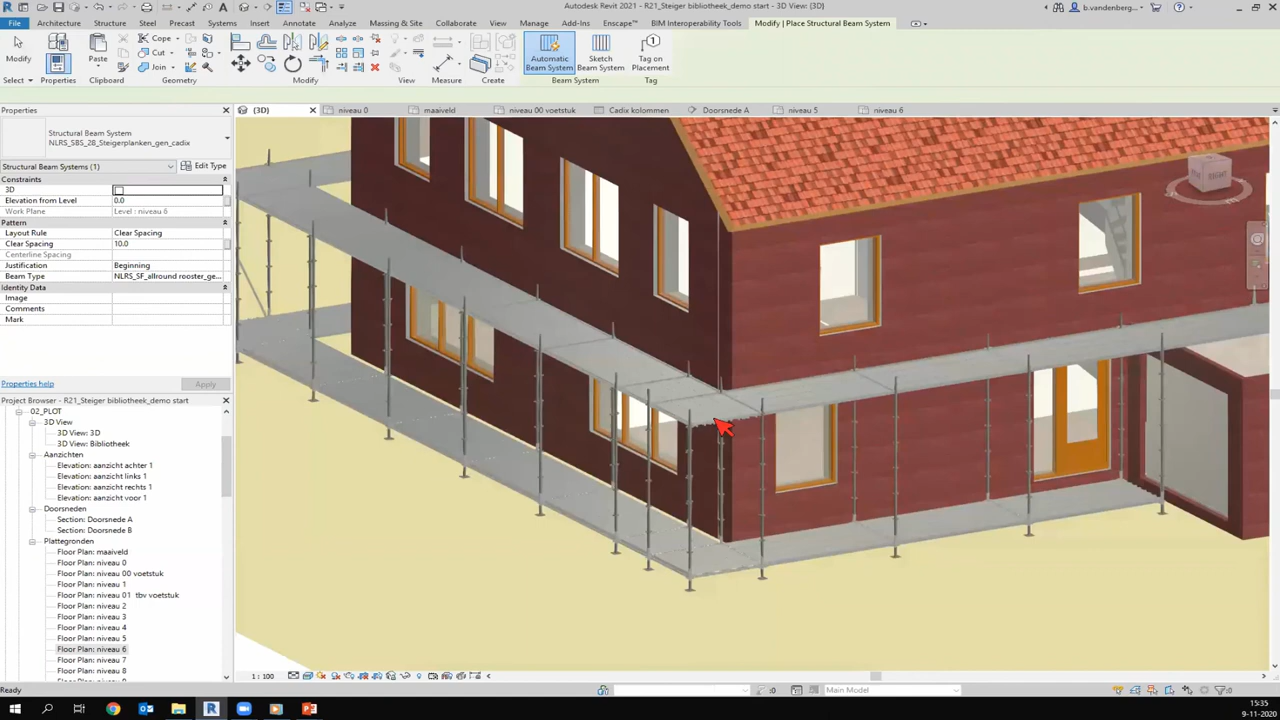 Autodesk Revit 2021 - R21_Steiger bibliotheek_demo start - 3D View: {3D}
b.vandenberg...
File Architecture Structure Steel Precast Systems Insert Annotate Analyze Massing & Site Collaborate View Manage Add-Ins Enscape™ BIM Interoperability Tools Modify | Place Structural Beam System
Modify Paste Cope Cut Join Automatic Beam System Sketch Beam System Tag on Placement
Select Properties Clipboard Geometry Modify View Measure Create Beam System Tag
Properties
{3D} niveau 0 maaiveld niveau 00 voetstuk Cadix kolommen Doorsnede A niveau 5 niveau 6
Structural Beam System
NLRS_SBS_28_Steigerplanken_gen_cadix
Structural Beam Systems (1) Edit Type
Constraints
3D
Elevation from Level 0.0
Work Plane Level : niveau 6
Pattern
Layout Rule Clear Spacing
Clear Spacing 10.0
Centerline Spacing
Justification Beginning
Beam Type NLRS_SF_allround rooster_ge...
Identity Data
Image
Comments
Mark
Properties help Apply
Project Browser - R21_Steiger bibliotheek_demo start
02_PLOT
3D View
3D View: 3D
3D View: Bibliotheek
Aanzichten
Elevation: aanzicht achter 1
Elevation: aanzicht links 1
Elevation: aanzicht rechts 1
Elevation: aanzicht voor 1
Doorsneden
Section: Doorsnede A
Section: Doorsnede B
Plattegronden
Floor Plan: maaiveld
Floor Plan: niveau 0
Floor Plan: niveau 00 voetstuk
Floor Plan: niveau 1
Floor Plan: niveau 01 tbv voetstuk
Floor Plan: niveau 2
Floor Plan: niveau 3
Floor Plan: niveau 4
Floor Plan: niveau 5
Floor Plan: niveau 6
Floor Plan: niveau 7
Floor Plan: niveau 8
1 : 100
Ready :0 Main Model :0
15:35
9-11-2020